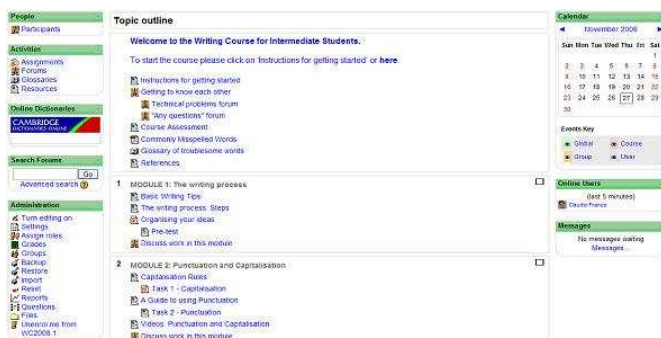 People
Participants
Activities
Assignments
Forums
Glossaries
Resources
Online Dictionaries
CAMBRIDGE
DICTIONARIES ONLINE
Search Forums
Go
Advanced search
Administration
Turn editing on
Settings
Assign roles
Grades
Groups
Backup
Restore
Import
Reset
Reports
Questions
Files
Unenrol me from
WC2008.1
Topic outline
Welcome to the Writing Course for Intermediate Students.
To start the course please click on 'Instructions for getting started' or here.
Instructions for getting started
Getting to know each other
Technical problems forum
"Any questions" forum
Course Assessment
Commonly Misspelled Words
Glossary of troublesome words
References
1 MODULE 1: The writing process
Basic Writing Tips
The writing process: Steps
Organising your ideas
Pre-test
Discuss work in this module
2 MODULE 2: Punctuation and Capitalisation
Capitalisation Rules
Task 1 - Capitalisation
A Guide to using Punctuation
Task 2 - Punctuation
Videos: Punctuation and Capitalisation
Discuss work in this module
Calendar
November 2008
Sun Mon Tue Wed Thu Fri Sat
1
2 3 4 5 6 7 8
9 10 11 12 13 14 15
16 17 18 19 20 21 22
23 24 25 26 27 28 29
30
Events Key
Global Course
Group User
Online Users
(last 5 minutes)
Claudio Franco
Messages
No messages waiting
Messages...